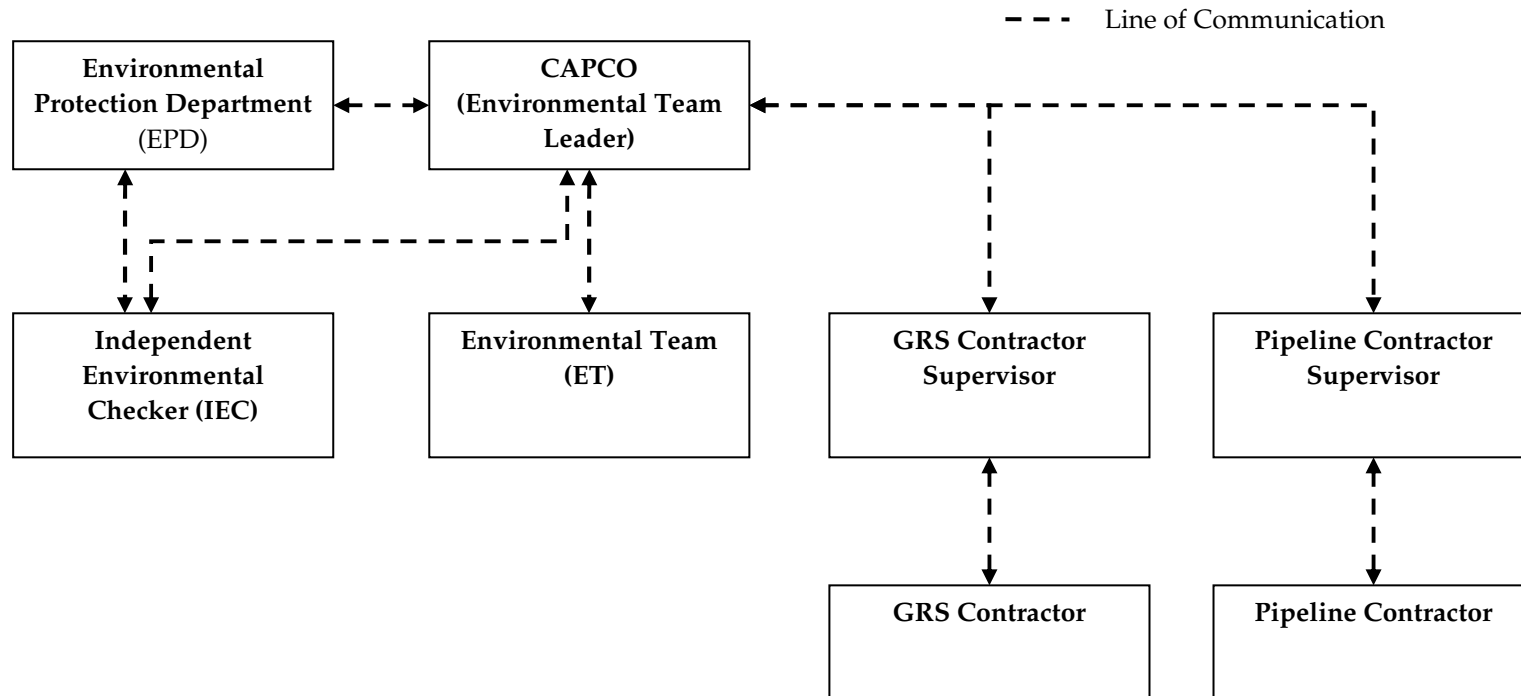 Line of Communication
Environmental
Protection Department
(EPD)
CAPCO
(Environmental Team
Leader)
Independent
Environmental
Checker (IEC)
Environmental Team
(ET)
GRS Contractor
Supervisor
Pipeline Contractor
Supervisor
GRS Contractor
Pipeline Contractor